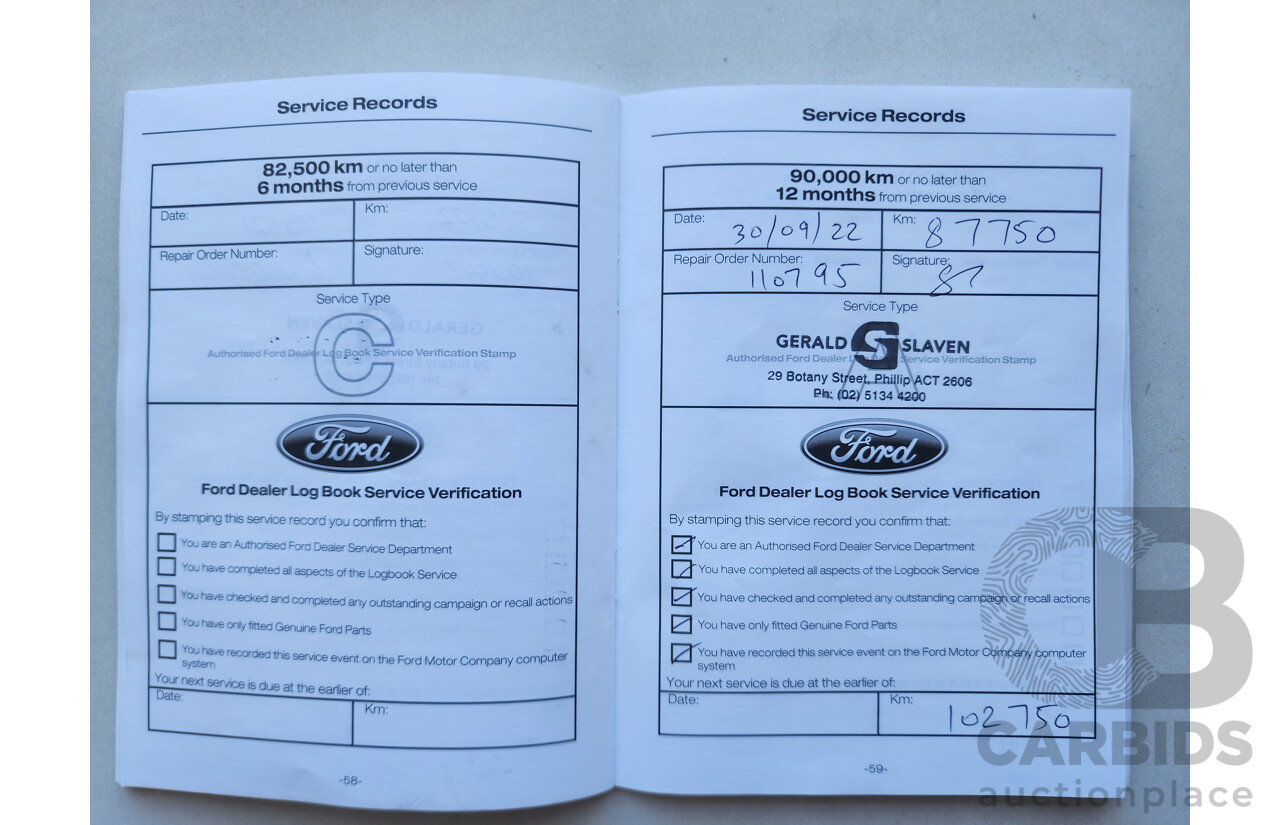 Service Records
82,500 km or no later than
6 months from previous service
Date:
Km:
Repair Order Number:
Signature:
Service Type
C
Authorised Ford Dealer Log Book Service Verification Stamp
Ford
Ford Dealer Log Book Service Verification
By stamping this service record you confirm that:
You are an Authorised Ford Dealer Service Department
You have completed all aspects of the Logbook Service
You have checked and completed any outstanding campaign or recall actions
You have only fitted Genuine Ford Parts
You have recorded this service event on the Ford Motor Company computer
system
Your next service is due at the earlier of:
Date:
Km:
-58-
Service Records
90,000 km or no later than
12 months from previous service
Date: 30/09/22
Km: 87750
Repair Order Number: 110795
Signature:
Service Type
A
GERALD S SLAVEN
Authorised Ford Dealer Log Book Service Verification Stamp
29 Botany Street, Phillip ACT 2606
Ph: (02) 5134 4200
Ford
Ford Dealer Log Book Service Verification
By stamping this service record you confirm that:
You are an Authorised Ford Dealer Service Department
You have completed all aspects of the Logbook Service
You have checked and completed any outstanding campaign or recall actions
You have only fitted Genuine Ford Parts
You have recorded this service event on the Ford Motor Company computer
system
Your next service is due at the earlier of:
Date:
Km: 102750
-59-
CB
CARBIDS
auctionplace